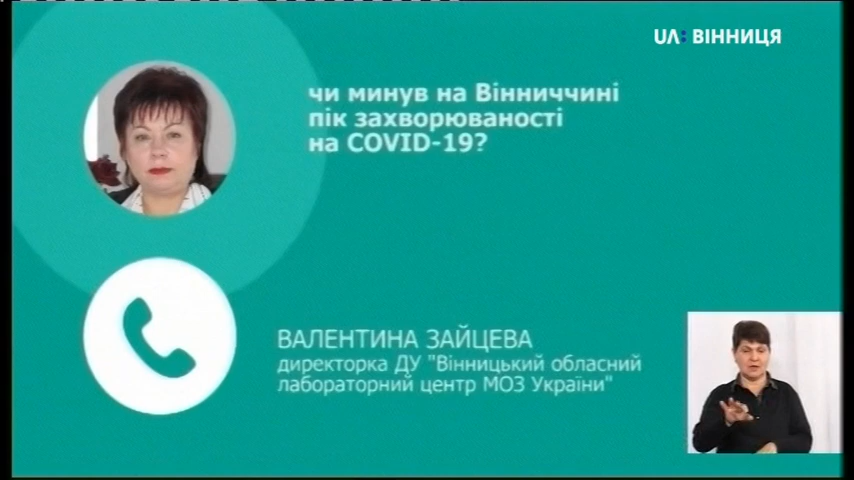 UA: ВІННИЦЯ
чи минув на Вінниччині
пік захворюваності
на COVID-19?
ВАЛЕНТИНА ЗАЙЦЕВА
директорка ДУ "Вінницький обласний
лабораторний центр МОЗ України"